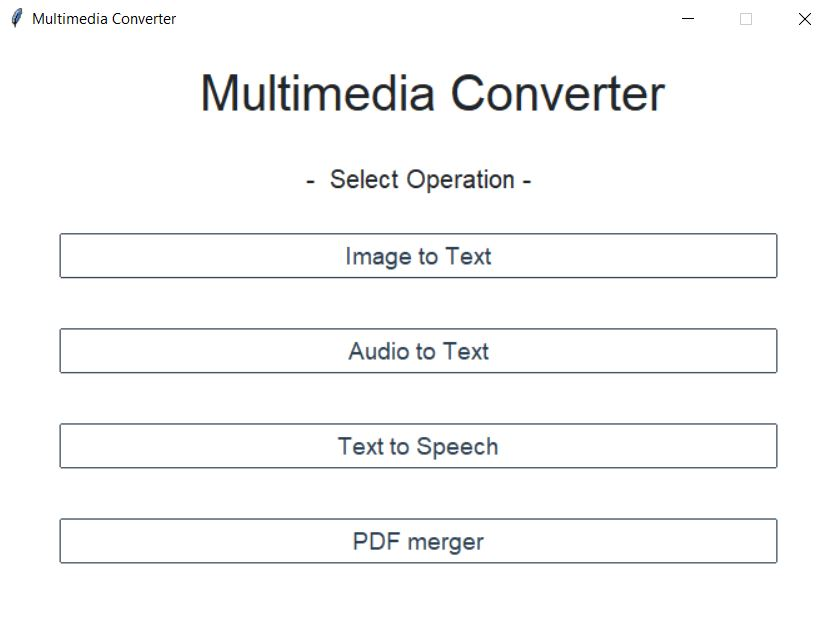 Multimedia Converter
Multimedia Converter
- Select Operation -
Image to Text
Audio to Text
Text to Speech
PDF merger